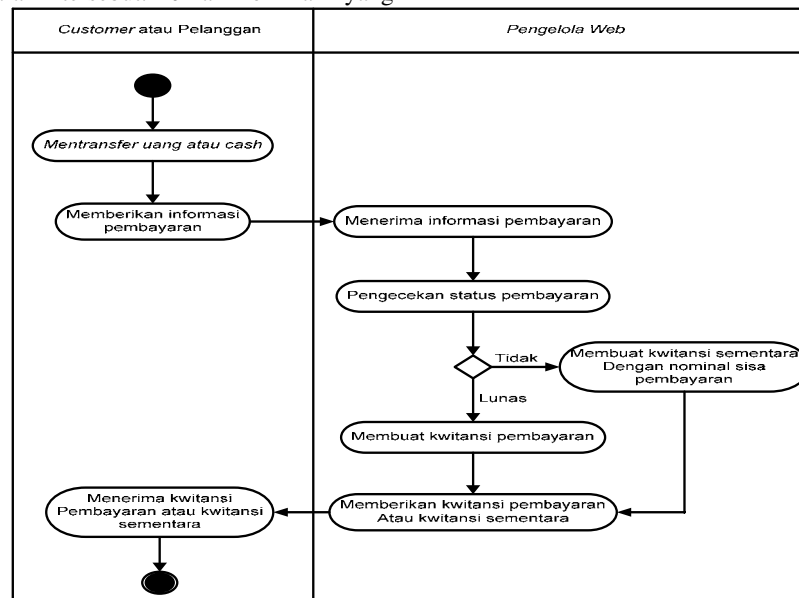 Customer atau Pelanggan
Pengelola Web
Mentransfer uang atau cash
Memberikan informasi
pembayaran
Menerima informasi pembayaran
Pengecekan status pembayaran
Tidak
Membuat kwitansi sementara
Dengan nominal sisa
pembayaran
Lunas
Membuat kwitansi pembayaran
Memberikan kwitansi pembayaran
Atau kwitansi sementara
Menerima kwitansi
Pembayaran atau kwitansi
sementara